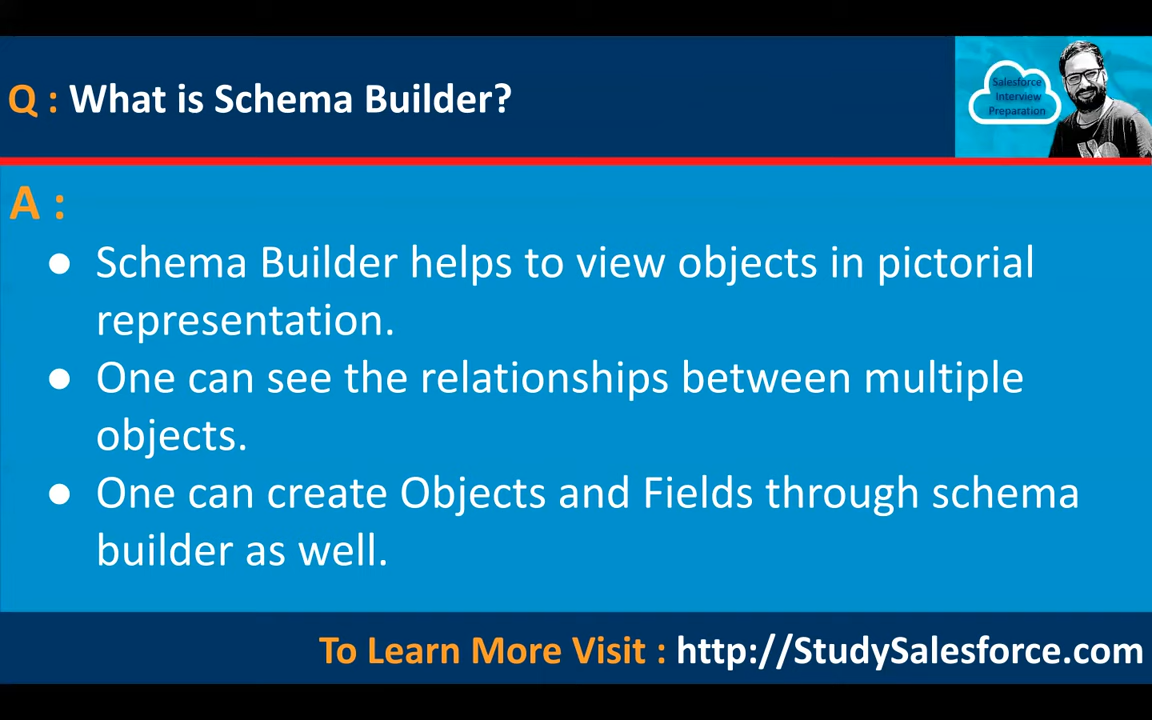 Q : What is Schema Builder?
Salesforce
Interview
Preparation
A :
● Schema Builder helps to view objects in pictorial
representation.
● One can see the relationships between multiple
objects.
● One can create Objects and Fields through schema
builder as well.
To Learn More Visit : http://StudySalesforce.com